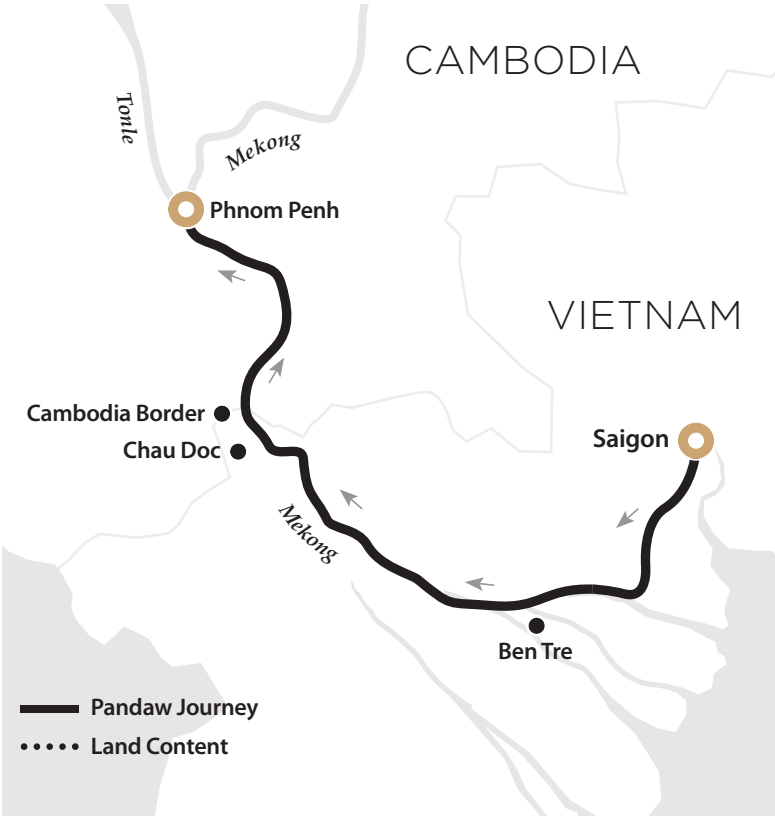 CAMBODIA
Tonle
Mekong
Phnom Penh
VIETNAM
Cambodia Border
Saigon
Chau Doc
Mekong
Ben Tre
Pandaw Journey
Land Content